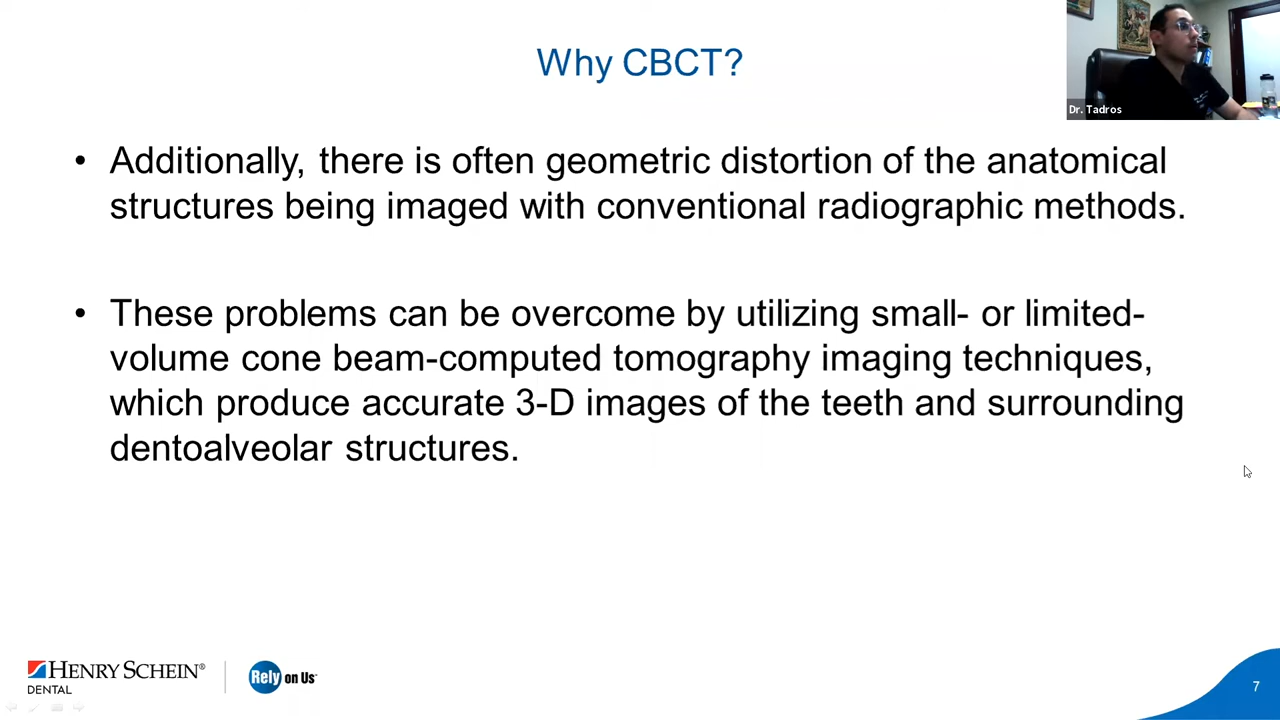 Why CBCT?
Dr. Tadros
• Additionally, there is often geometric distortion of the anatomical
structures being imaged with conventional radiographic methods.
• These problems can be overcome by utilizing small- or limited-
volume cone beam-computed tomography imaging techniques,
which produce accurate 3-D images of the teeth and surrounding
dentoalveolar structures.
HENRY SCHEIN®
DENTAL
Rely on Us™
7